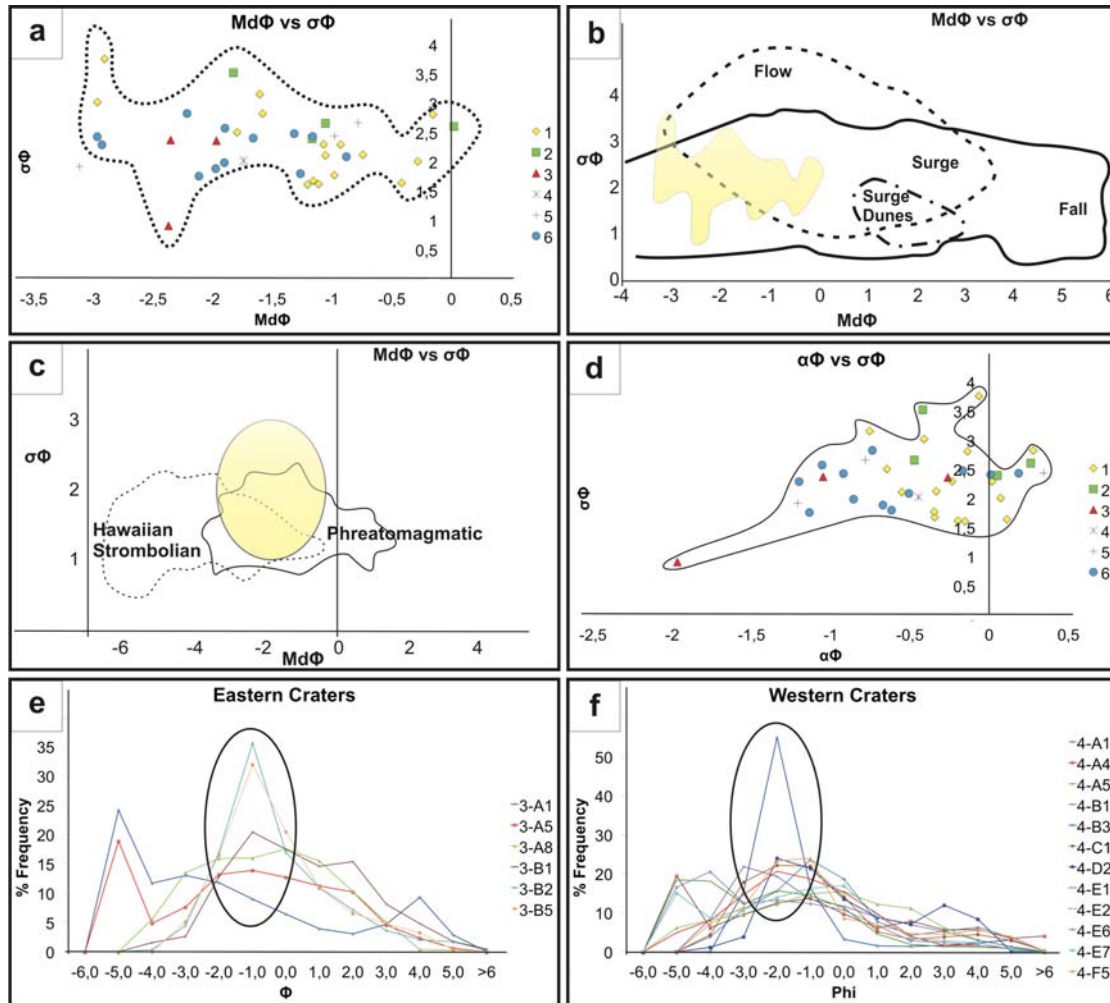 a
MdΦ vs σΦ
4
3,5
3
2,5
2
1,5
1
0,5
σΦ
-3,5 -3 -2,5 -2 -1,5 -1 -0,5 0 0,5
MdΦ
1
2
3
4
5
6
b
MdΦ vs σΦ
Flow
Surge
Surge
Dunes
Fall
5
4
3
2
1
0
σΦ
-4 -3 -2 -1 0 1 2 3 4 5 6
MdΦ
c
MdΦ vs σΦ
3
2
1
σΦ
Hawaiian
Strombolian
Phreatomagmatic
-6 -4 -2 0 2 4
MdΦ
d
αΦ vs σΦ
4
3,5
3
2,5
2
1,5
1
0,5
σΦ
-2,5 -2 -1 -0,5 0 0,5
αΦ
1
2
3
4
5
6
e
Eastern Craters
% Frequency
35
30
25
20
15
10
5
0
-6,0 -5,0 -4,0 -3,0 -2,0 -1,0 0,0 1,0 2,0 3,0 4,0 5,0 >6
Φ
3-A1
3-A5
3-A8
3-B1
3-B2
3-B5
f
Western Craters
% Frequency
50
40
30
20
10
0
-6,0 -5,0 -4,0 -3,0 -2,0 -1,0 0,0 1,0 2,0 3,0 4,0 5,0 >6
Phi
4-A1
4-A4
4-A5
4-B1
4-B3
4-C1
4-D2
4-E1
4-E2
4-E6
4-E7
4-F5